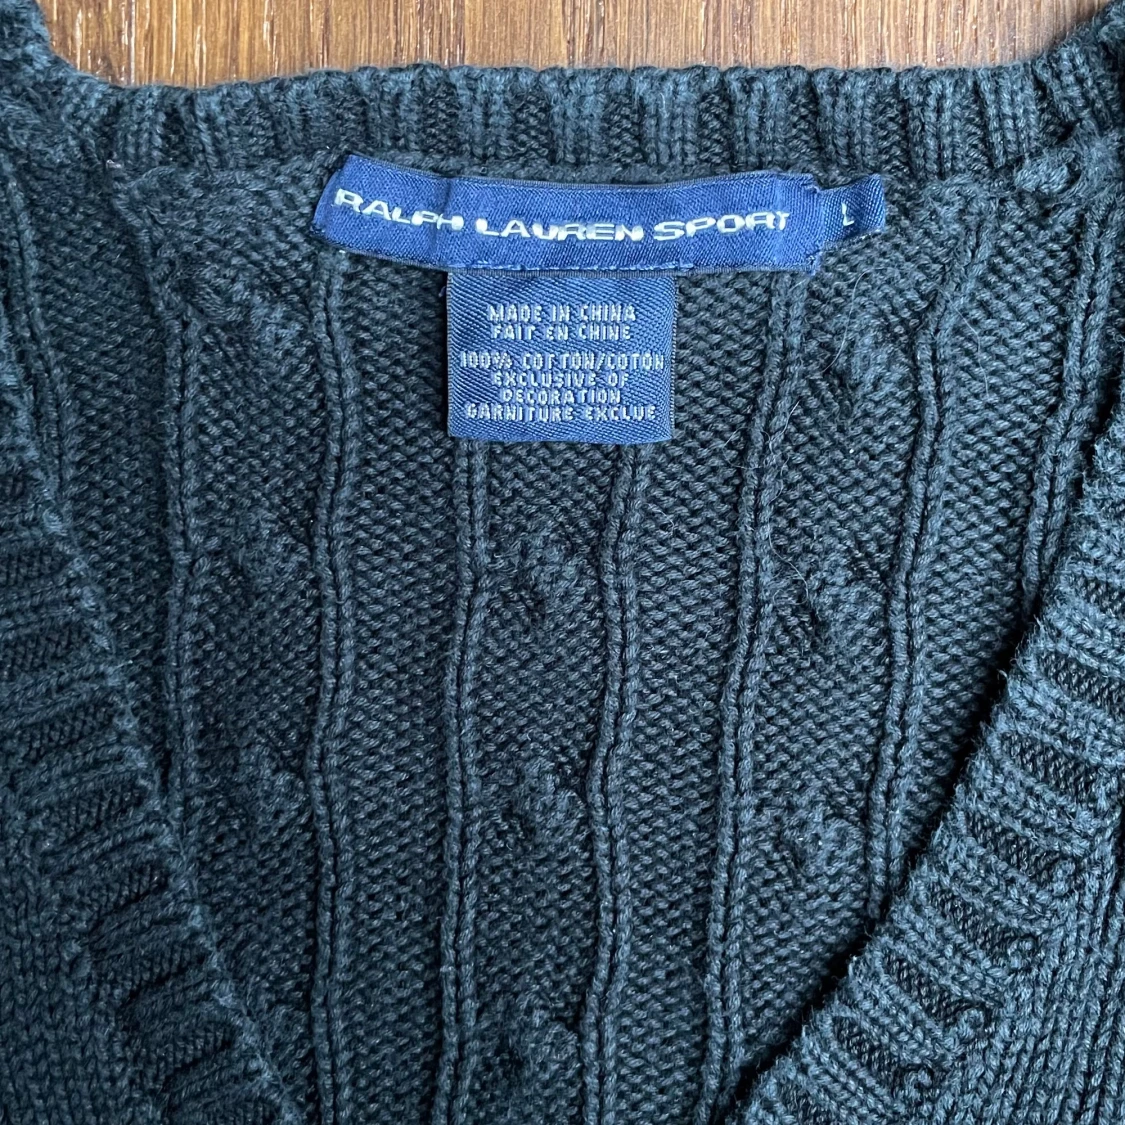 RALPH LAUREN SPORT L
MADE IN CHINA
FAIT EN CHINE
100% COTTON/COTON
EXCLUSIVE OF
DECORATION
GARNITURE EXCLUE